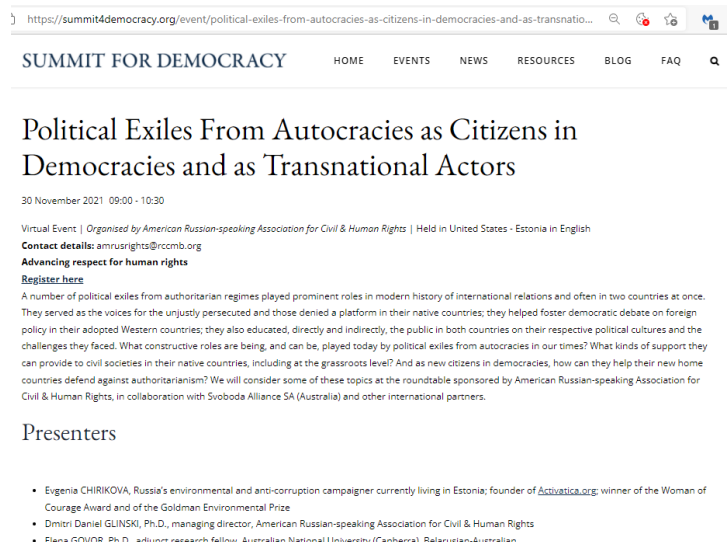 https://summit4democracy.org/event/political-exiles-from-autocracies-as-citizens-in-democracies-and-as-transnatio...
1
SUMMIT FOR DEMOCRACY HOME EVENTS NEWS RESOURCES BLOG FAQ
Political Exiles From Autocracies as Citizens in
Democracies and as Transnational Actors
30 November 2021 09:00 - 10:30
Virtual Event | Organised by American Russian-speaking Association for Civil & Human Rights | Held in United States - Estonia in English
Contact details: amrusrights@rccmb.org
Advancing respect for human rights
Register here
A number of political exiles from authoritarian regimes played prominent roles in modern history of international relations and often in two countries at once.
They served as the voices for the unjustly persecuted and those denied a platform in their native countries; they helped foster democratic debate on foreign
policy in their adopted Western countries; they also educated, directly and indirectly, the public in both countries on their respective political cultures and the
challenges they faced. What constructive roles are being, and can be, played today by political exiles from autocracies in our times? What kinds of support they
can provide to civil societies in their native countries, including at the grassroots level? And as new citizens in democracies, how can they help their new home
countries defend against authoritarianism? We will consider some of these topics at the roundtable sponsored by American Russian-speaking Association for
Civil & Human Rights, in collaboration with Svoboda Alliance SA (Australia) and other international partners.
Presenters
• Evgenia CHIRIKOVA, Russia's environmental and anti-corruption campaigner currently living in Estonia; founder of Activatica.org; winner of the Woman of
Courage Award and of the Goldman Environmental Prize
• Dmitri Daniel GLINSKI, Ph.D., managing director, American Russian-speaking Association for Civil & Human Rights
• Elena GOVOR, Ph.D., adjunct research fellow, Australian National University (Canberra), Belarusian-Australian